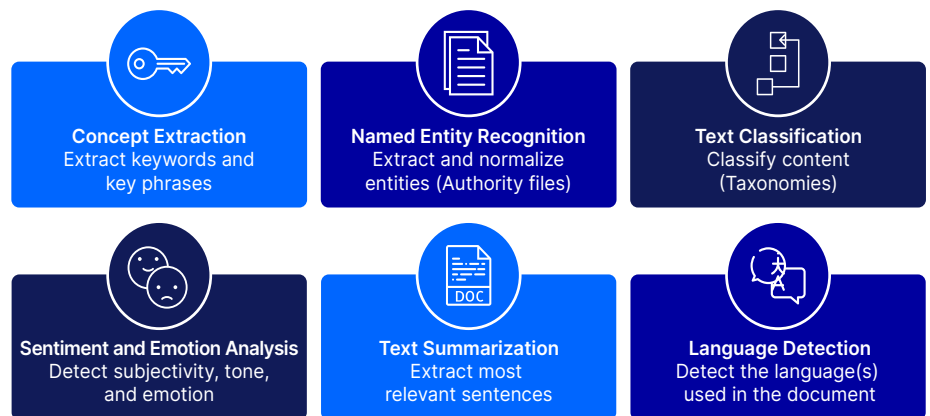 Concept Extraction
Extract keywords and
key phrases
Named Entity Recognition
Extract and normalize
entities (Authority files)
Text Classification
Classify content
(Taxonomies)
Sentiment and Emotion Analysis
Detect subjectivity, tone,
and emotion
DOC
Text Summarization
Extract most
relevant sentences
大
A
Language Detection
Detect the language(s)
used in the document